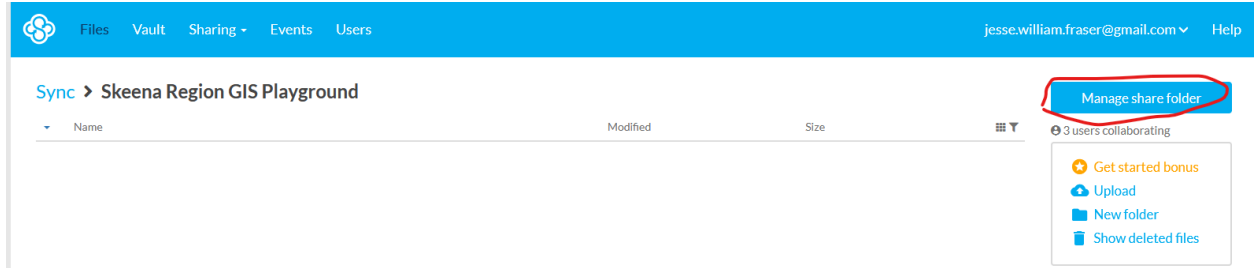 Files Vault Sharing Events Users jesse.william.fraser@gmail.com Help
Sync > Skeena Region GIS Playground
Manage share folder
Name Modified Size
3 users collaborating
Get started bonus
Upload
New folder
Show deleted files